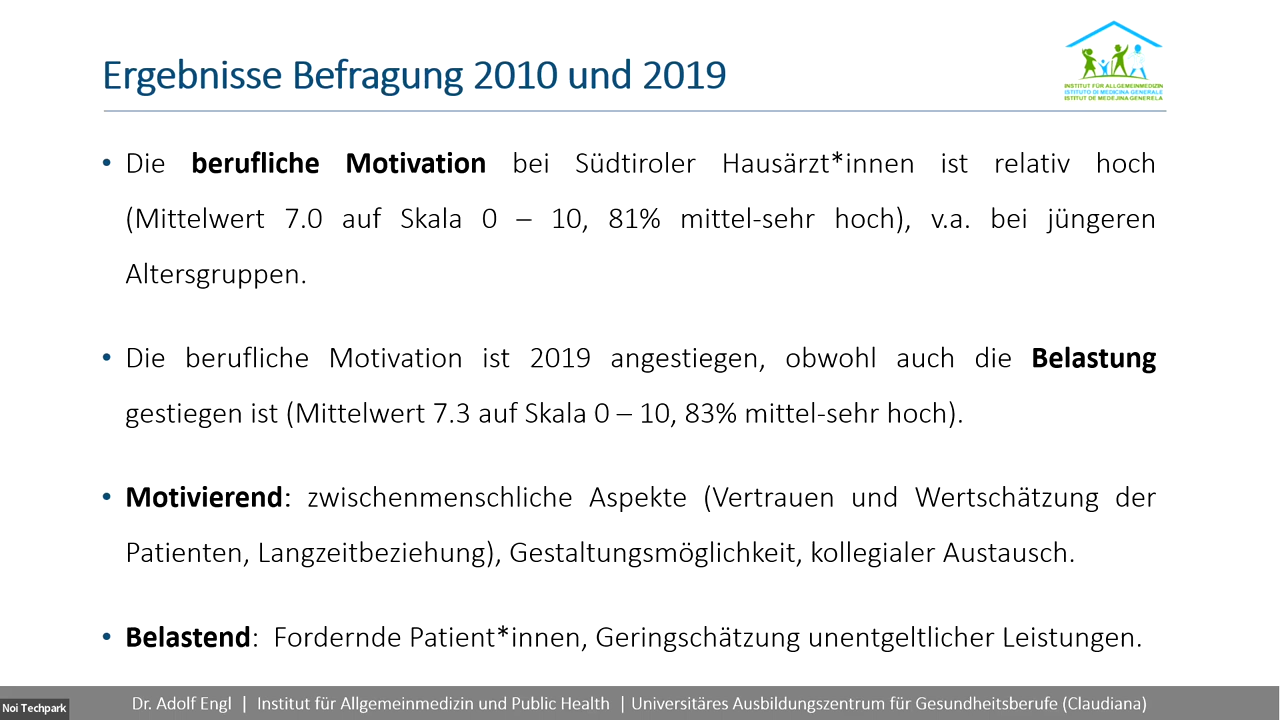 Ergebnisse Befragung 2010 und 2019
INSTITUT FÜR ALLGEMEINMEDIZIN
ISTITUTO DI MEDICINA GENERALE
ISTITUT DE MEDEJINA GENERELA
• Die berufliche Motivation bei Südtiroler Hausärzt*innen ist relativ hoch
(Mittelwert 7.0 auf Skala 0 – 10, 81% mittel-sehr hoch), v.a. bei jüngeren
Altersgruppen.
• Die berufliche Motivation ist 2019 angestiegen, obwohl auch die Belastung
gestiegen ist (Mittelwert 7.3 auf Skala 0 – 10, 83% mittel-sehr hoch).
• Motivierend: zwischenmenschliche Aspekte (Vertrauen und Wertschätzung der
Patienten, Langzeitbeziehung), Gestaltungsmöglichkeit, kollegialer Austausch.
• Belastend: Fordernde Patient*innen, Geringschätzung unentgeltlicher Leistungen.
Noi Techpark
Dr. Adolf Engl | Institut für Allgemeinmedizin und Public Health | Universitäres Ausbildungszentrum für Gesundheitsberufe (Claudiana)